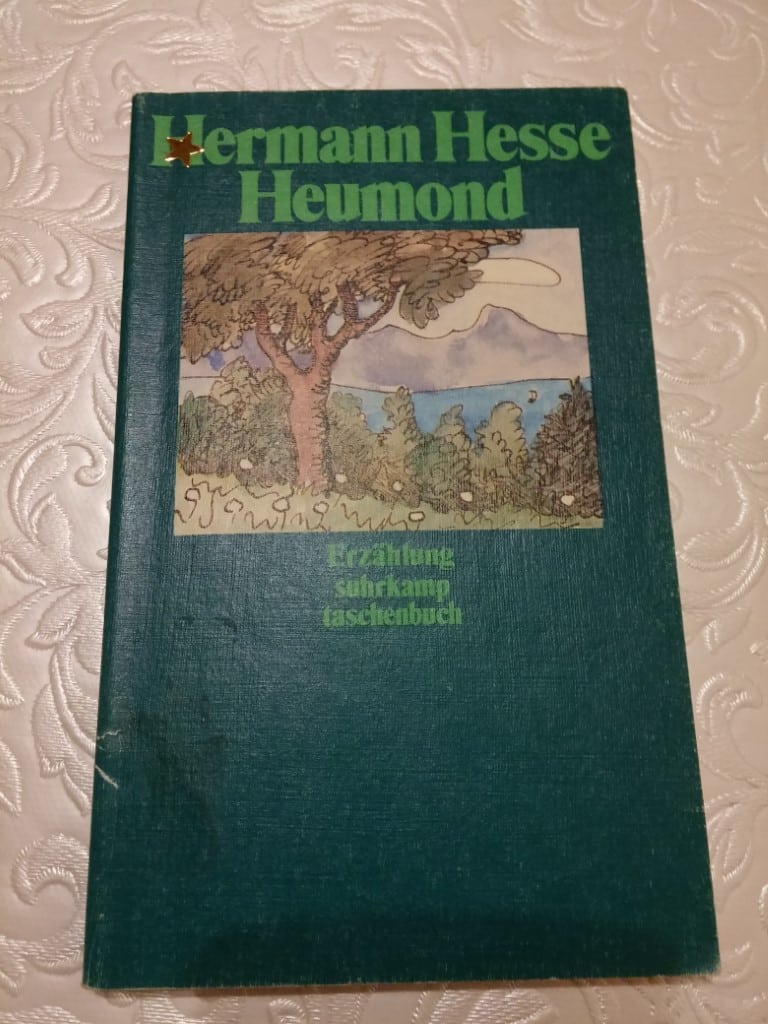 Hermann Hesse
Heumond
Erzählung
suhrkamp
taschenbuch